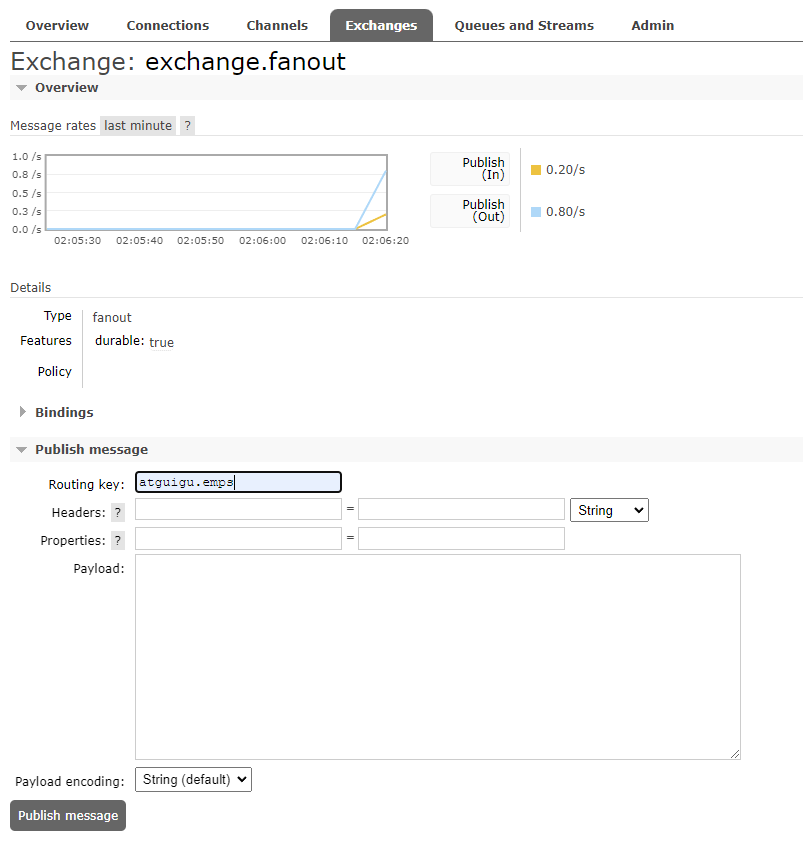 Overview Connections Channels Exchanges Queues and Streams Admin
Exchange: exchange.fanout
Overview
Message rates last minute ?
1.0 /s
0.8 /s
0.5 /s
0.3 /s
0.0 /s
02:05:30 02:05:40 02:05:50 02:06:00 02:06:10 02:06:20
Publish
(In)
0.20/s
Publish
(Out)
0.80/s
Details
Type fanout
Features durable: true
Policy
Bindings
Publish message
Routing key: atguigu.emps
Headers: ? = String
Properties: ? =
Payload:
Payload encoding: String (default)
Publish message